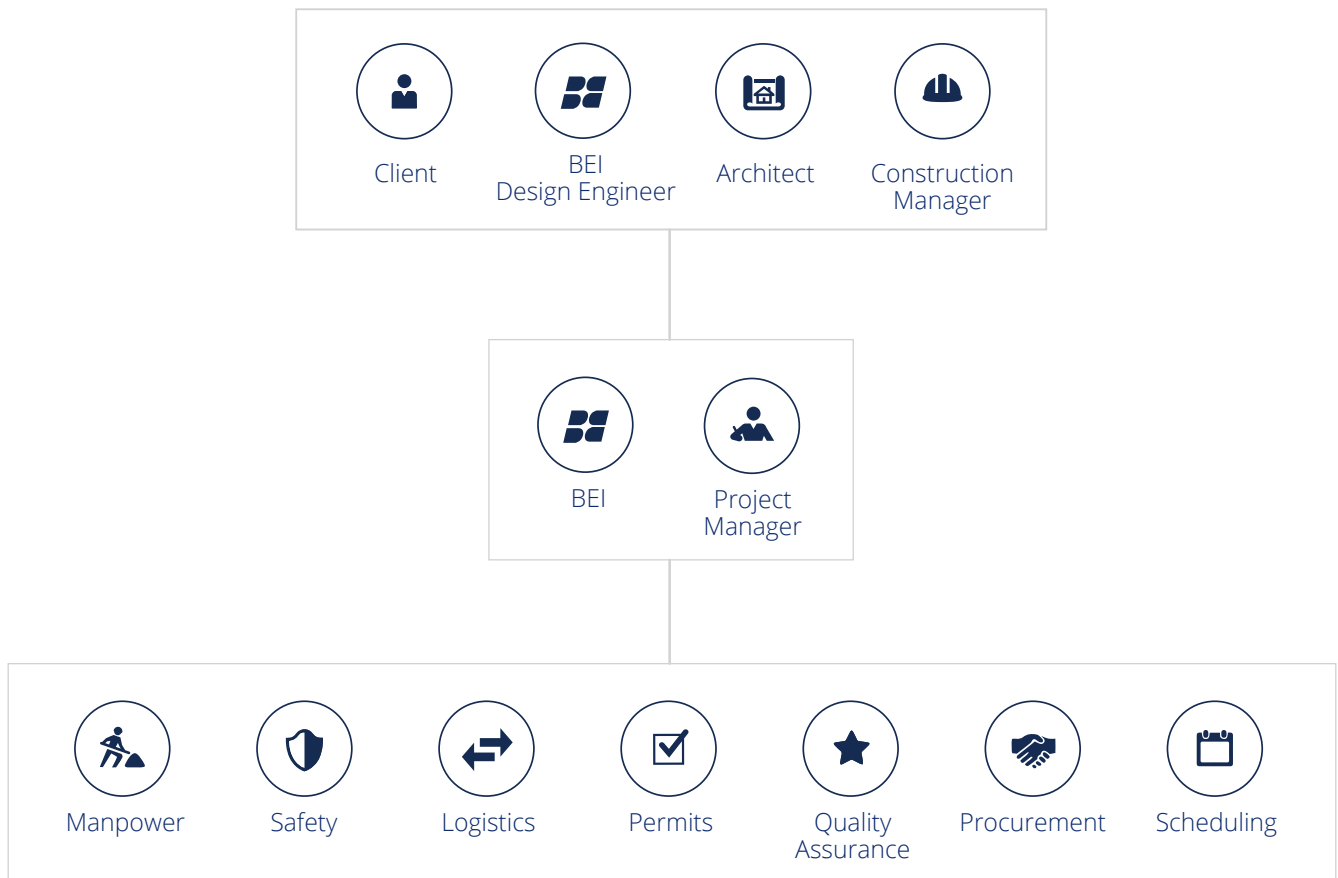 Client
BEI
Design Engineer
Architect
Construction
Manager
BEI
Project
Manager
Manpower
Safety
Logistics
Permits
Quality
Assurance
Procurement
Scheduling